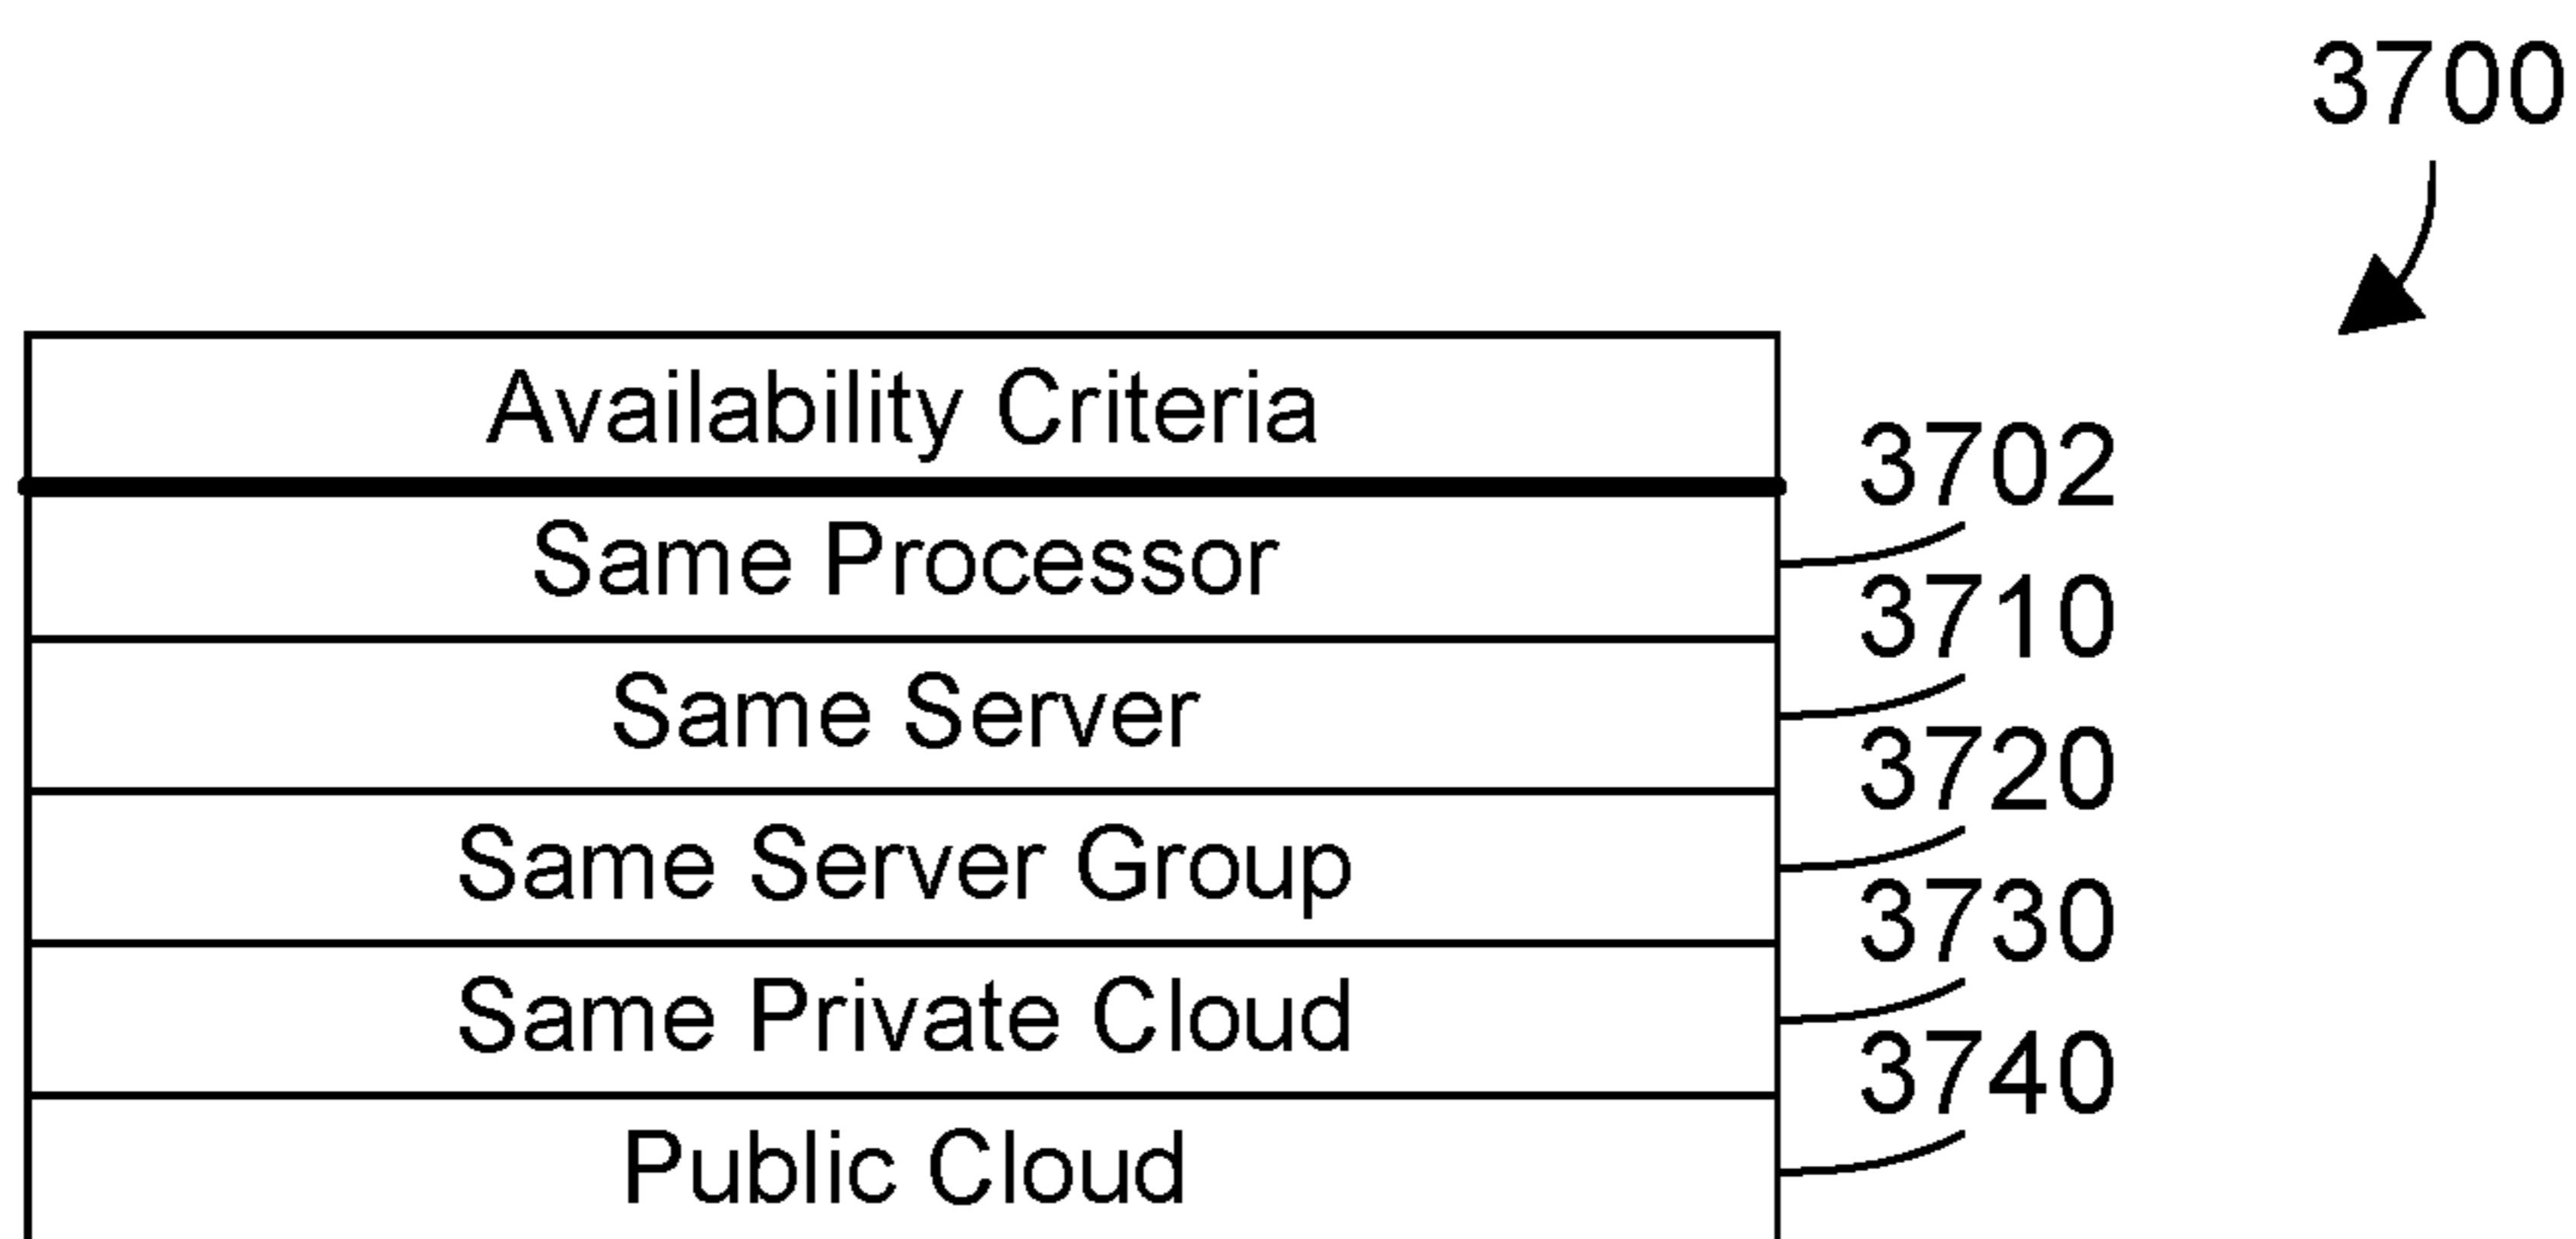 3700
Availability Criteria
3702
Same Processor
3710
Same Server
3720
Same Server Group
3730
Same Private Cloud
3740
Public Cloud